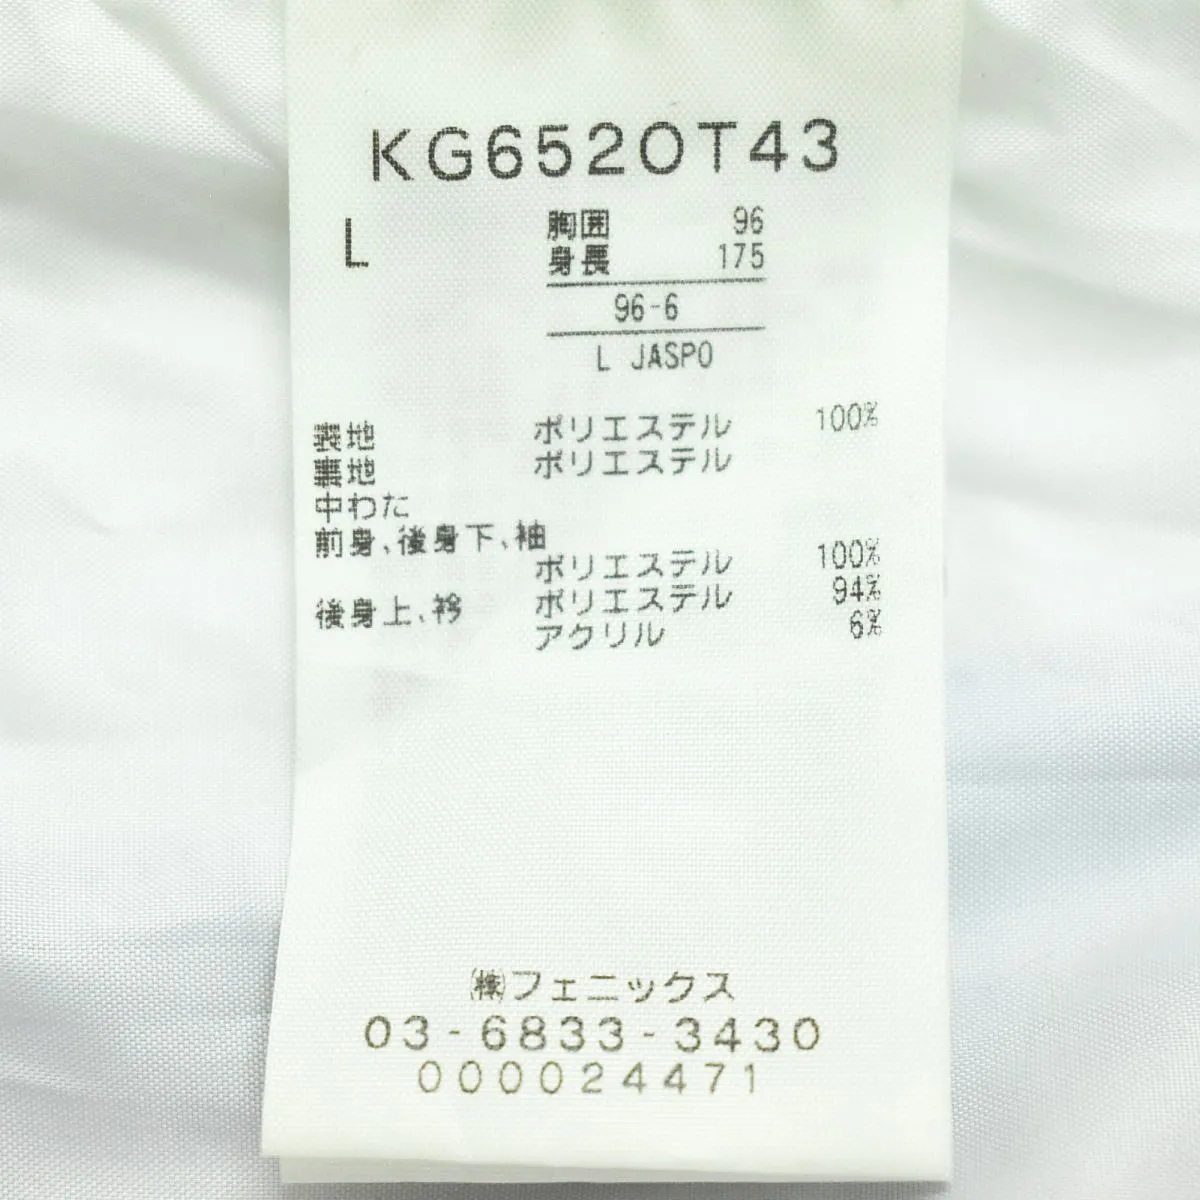 KG6520T43
L
胸囲 96
身長 175
96-6
L JASPO
表地 ポリエステル 100%
裏地 ポリエステル
中わた
前身、後身下、袖
ポリエステル 100%
後身上、衿 ポリエステル 94%
アクリル 6%
㈱フェニックス
03-6833-3430
000024471